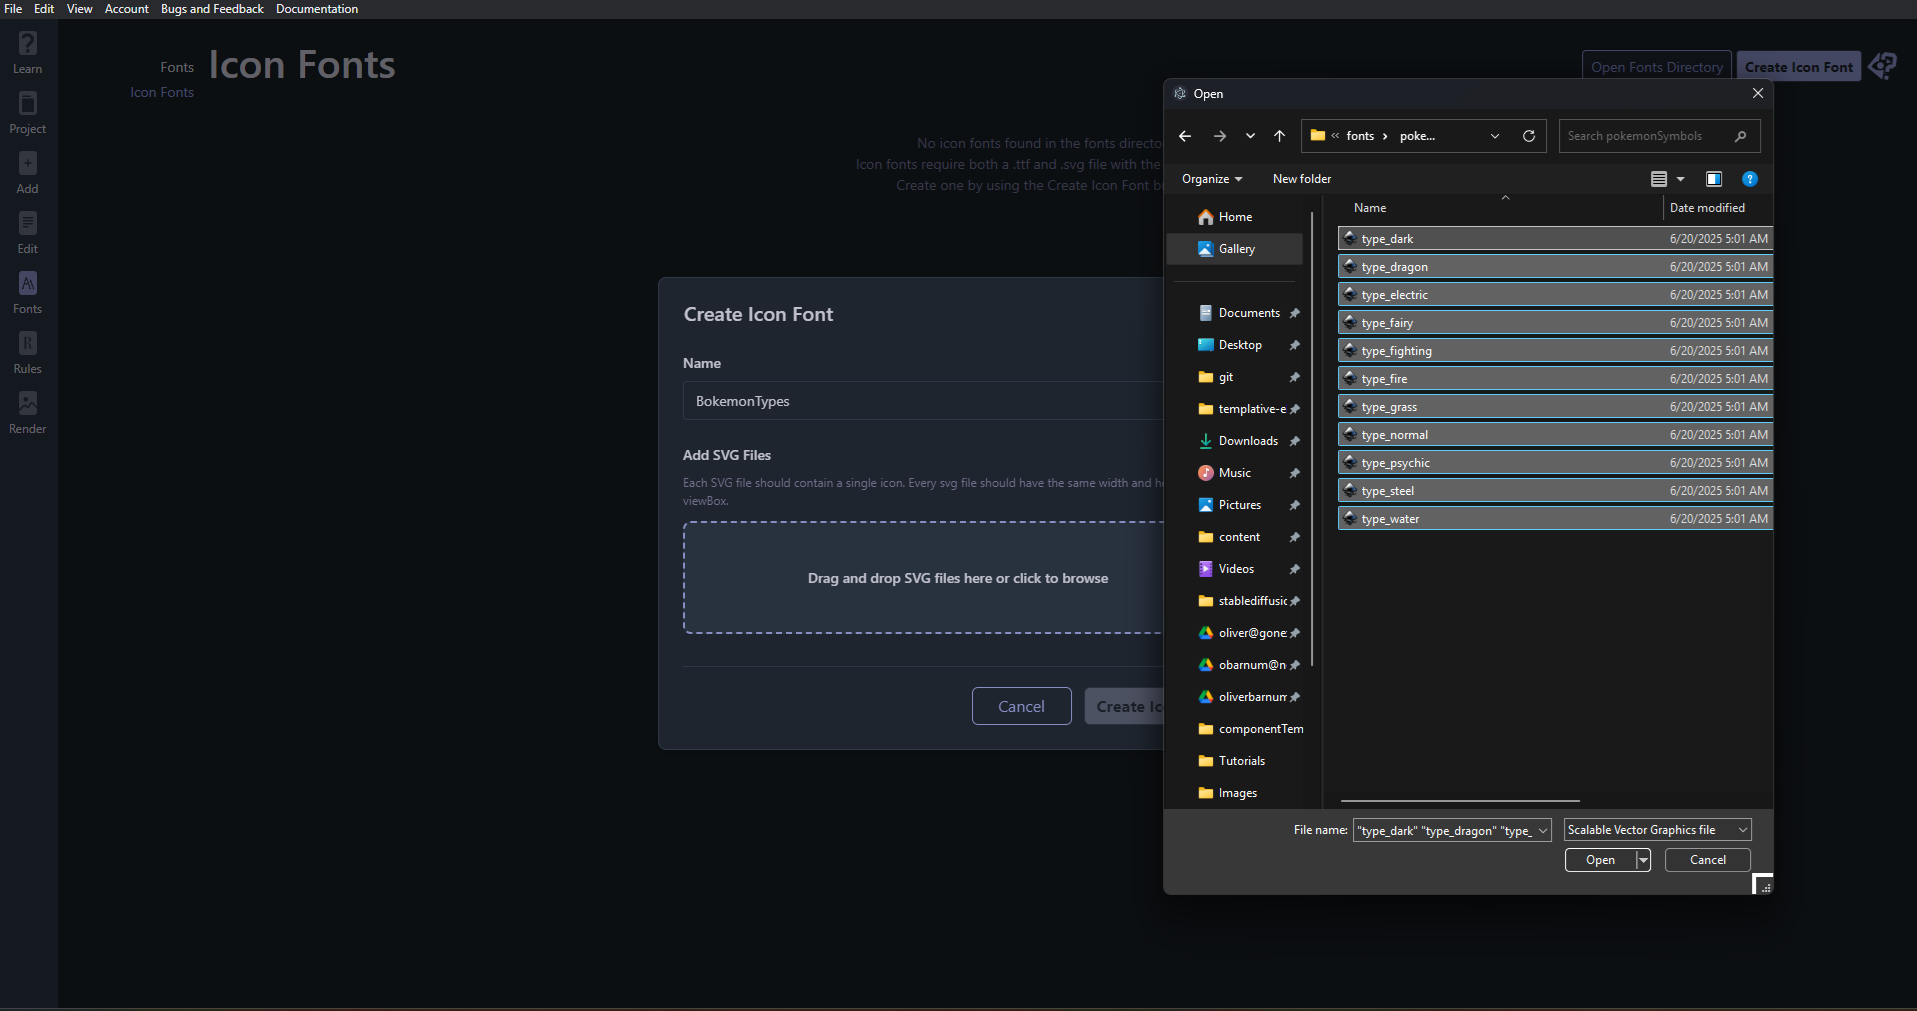 File Edit View Account Bugs and Feedback Documentation
Learn
Project
Add
Edit
Fonts
Rules
Render
Fonts
Icon Fonts
Icon Fonts
Open Fonts Directory
Create Icon Font
No icon fonts found in the fonts directo
Icon fonts require both a .ttf and .svg file with the
Create one by using the Create Icon Font b
Create Icon Font
Name
BokemonTypes
Add SVG Files
Each SVG file should contain a single icon. Every svg file should have the same width and he
viewBox.
Drag and drop SVG files here or click to browse
Cancel
Create Ic
Open
« fonts › poke...
Search pokemonSymbols
Organize
New folder
Home
Gallery
Documents
Desktop
git
templative-e
Downloads
Music
Pictures
content
Videos
stablediffusic
oliver@gone
obarnum@n
oliverbarnum
componentTem
Tutorials
Images
Name Date modified
type_dark 6/20/2025 5:01 AM
type_dragon 6/20/2025 5:01 AM
type_electric 6/20/2025 5:01 AM
type_fairy 6/20/2025 5:01 AM
type_fighting 6/20/2025 5:01 AM
type_fire 6/20/2025 5:01 AM
type_grass 6/20/2025 5:01 AM
type_normal 6/20/2025 5:01 AM
type_psychic 6/20/2025 5:01 AM
type_steel 6/20/2025 5:01 AM
type_water 6/20/2025 5:01 AM
File name: "type_dark" "type_dragon" "type_
Scalable Vector Graphics file
Open
Cancel